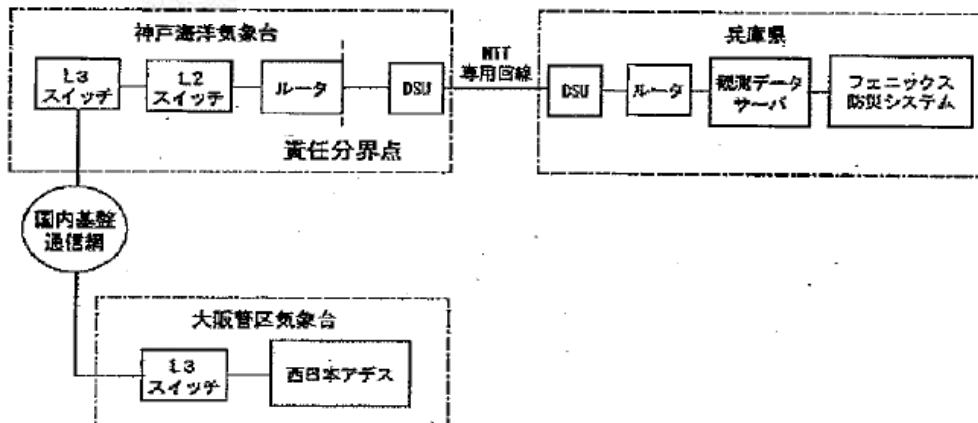 神戸海洋気象台
L3
スイッチ
L2
スイッチ
ルータ
DSU
責任分界点
NTT
専用回線
兵庫県
DSU
ルータ
観測データ
サーバ
フェニックス
防災システム
国内基盤
通信網
大阪管区気象台
L3
スイッチ
西日本アデス